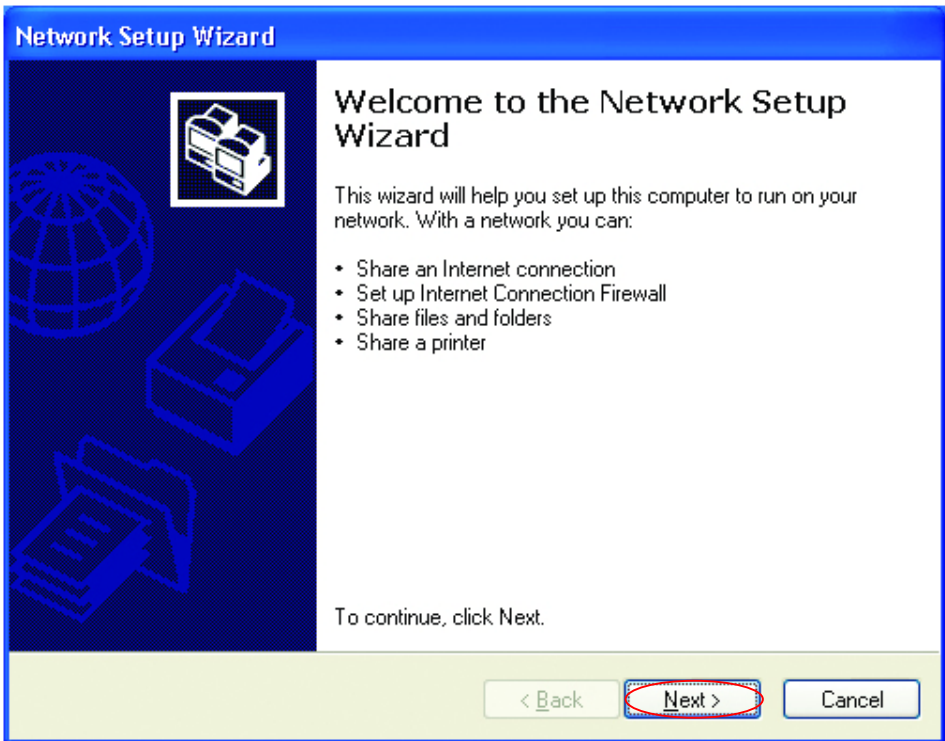 Network Setup Wizard
Welcome to the Network Setup
Wizard
This wizard will help you set up this computer to run on your
network. With a network you can:
• Share an Internet connection
• Set up Internet Connection Firewall
• Share files and folders
• Share a printer
To continue, click Next.
< Back Next > Cancel